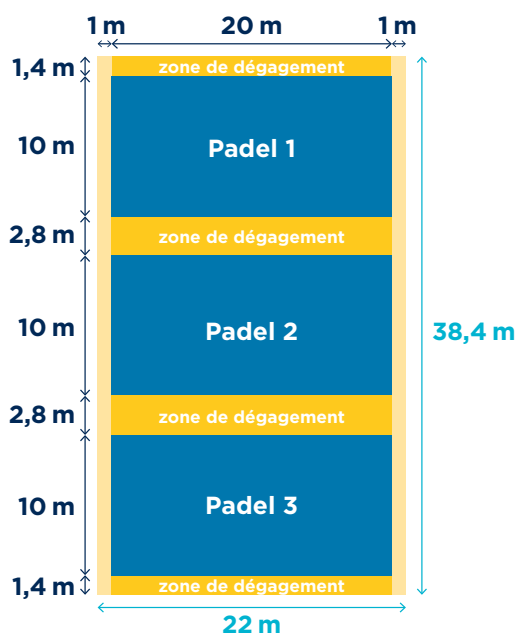 1 m 20 m 1 m
1,4 m zone de dégagement
10 m Padel 1
2,8 m zone de dégagement
10 m Padel 2 38,4 m
2,8 m zone de dégagement
10 m Padel 3
1,4 m zone de dégagement
22 m